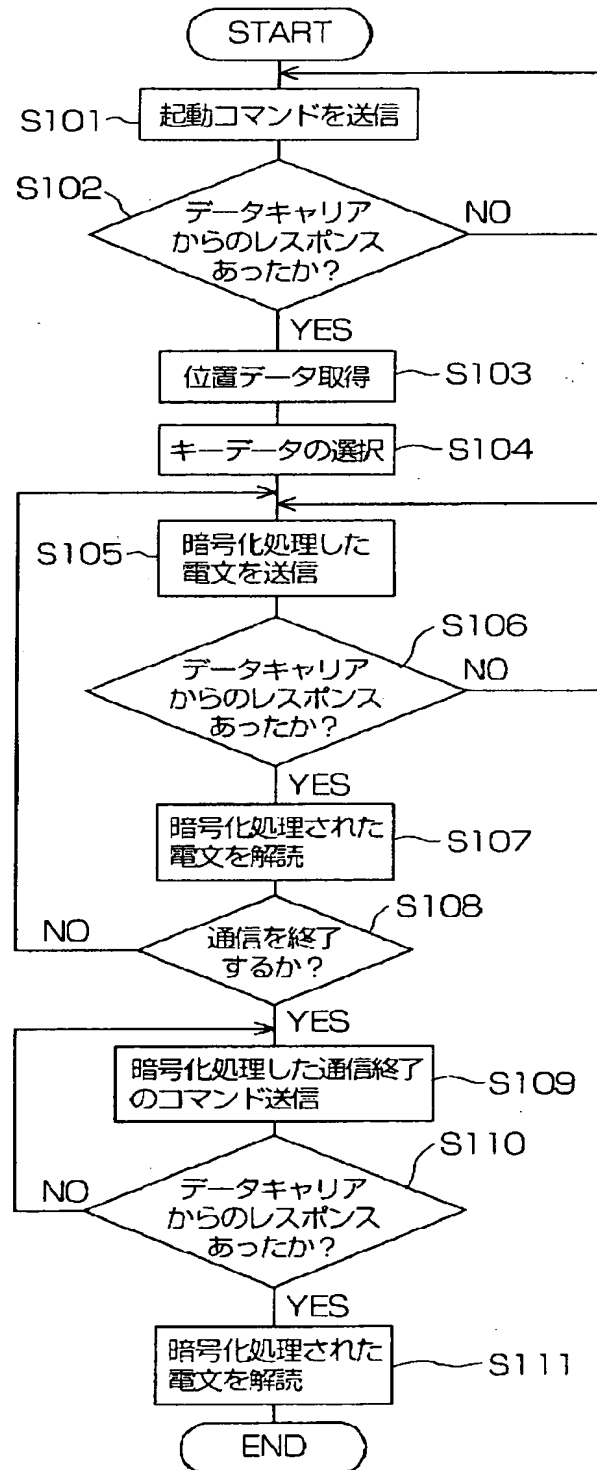 START
S101
起動コマンドを送信
S102
データキャリア
からのレスポンス
あったか？
NO
YES
位置データ取得
S103
キーデータの選択
S104
S105
暗号化処理した
電文を送信
S106
データキャリア
からのレスポンス
あったか？
NO
YES
暗号化処理された
電文を解読
S107
S108
通信を終了
するか？
NO
YES
暗号化処理した通信終了
のコマンド送信
S109
S110
データキャリア
からのレスポンス
あったか？
NO
YES
暗号化処理された
電文を解読
S111
END